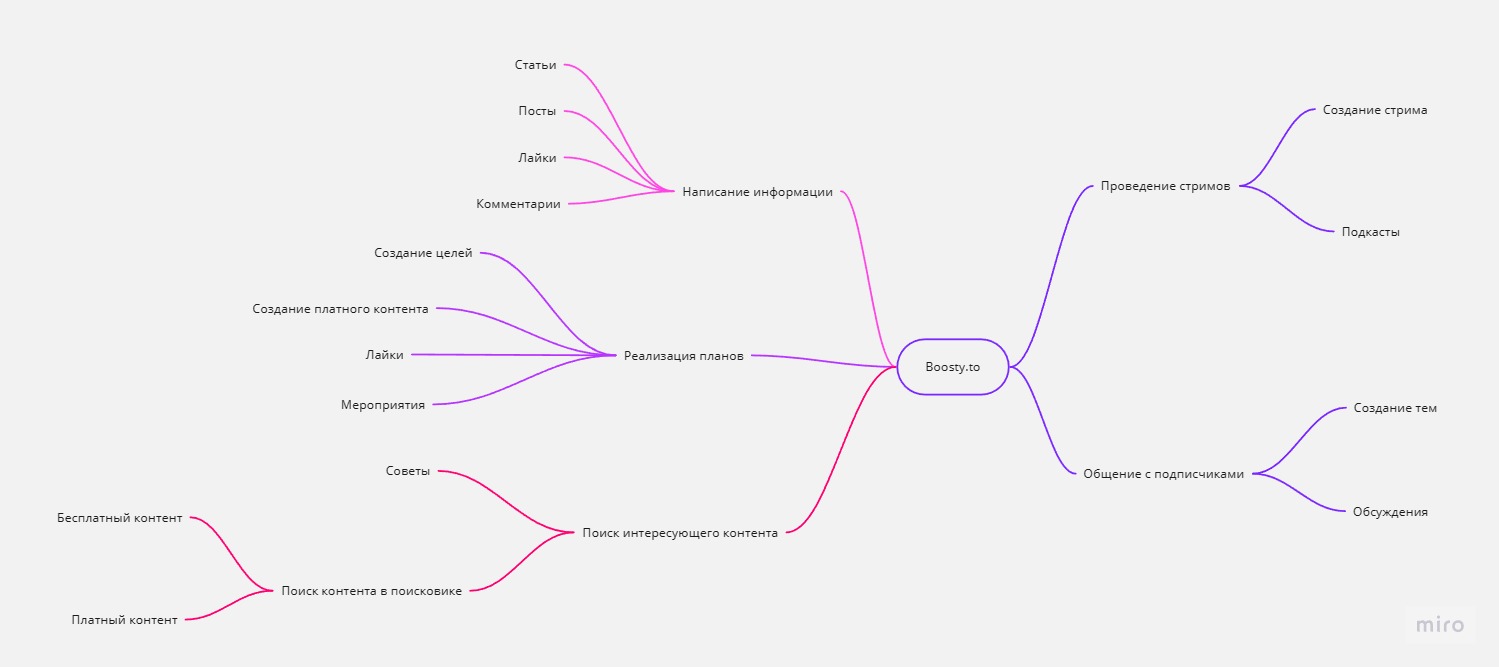 Статьи
Посты
Лайки
Комментарии
Написание информации
Создание целей
Создание платного контента
Лайки
Мероприятия
Реализация планов
Советы
Бесплатный контент
Платный контент
Поиск контента в поисковике
Поиск интересующего контента
Boosty.to
Проведение стримов
Создание стрима
Подкасты
Общение с подписчиками
Создание тем
Обсуждения
miro